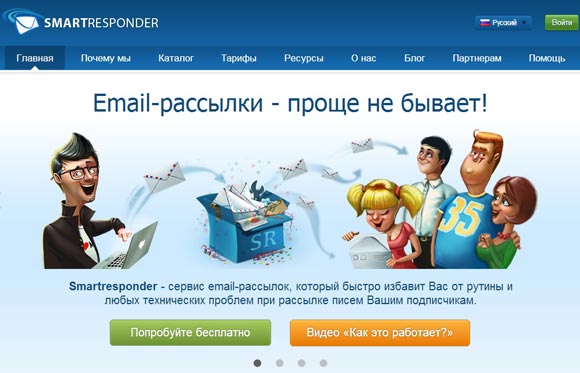 SMARTRESPONDER
Русский
Войти
Главная Почему мы Каталог Тарифы Ресурсы О нас Блог Партнерам Помощь
Email-рассылки - проще не бывает!
SR
35
Smartresponder - сервис email-рассылок, который быстро избавит Вас от рутины и
любых технических проблем при рассылке писем Вашим подписчикам.
Попробуйте бесплатно
Видео «Как это работает?»